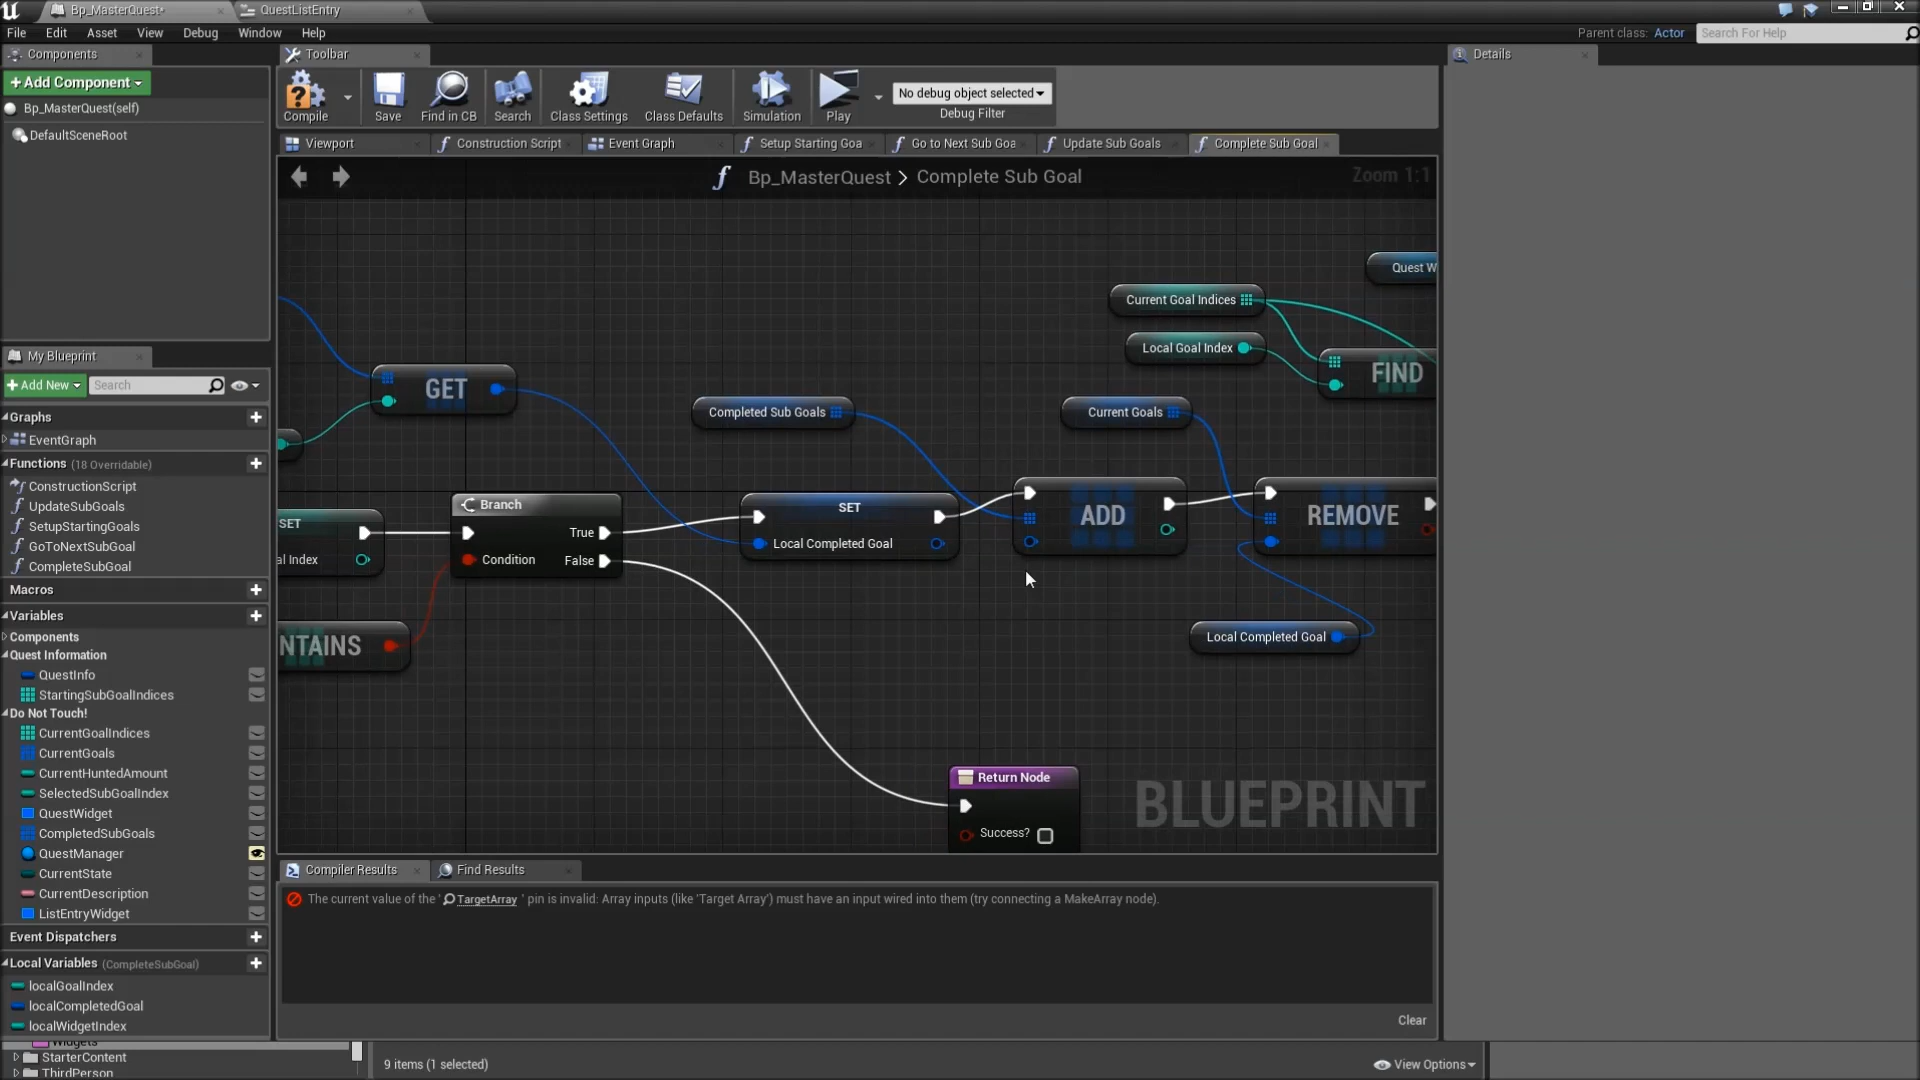 Bp_MasterQuest*
QuestListEntry
File Edit Asset View Debug Window Help
Parent class: Actor
Search For Help
Components
Toolbar
Details
+Add Component
Bp_MasterQuest(self)
DefaultSceneRoot
Compile
Save
Find in CB
Search
Class Settings
Class Defaults
Simulation
Play
No debug object selected
Debug Filter
Viewport
Construction Script
Event Graph
Setup Starting Goa
Go to Next Sub Goa
Update Sub Goals
Complete Sub Goal
Bp_MasterQuest > Complete Sub Goal
Zoom 1:1
Quest W
Current Goal Indices
Local Goal Index
FIND
GET
Completed Sub Goals
Current Goals
SET
al Index
Branch
True
Condition
False
SET
Local Completed Goal
ADD
REMOVE
NTAINS
Local Completed Goal
Return Node
Success?
BLUEPRINT
My Blueprint
+Add New
Search
Graphs
EventGraph
Functions (18 Overridable)
ConstructionScript
UpdateSubGoals
SetupStartingGoals
GoToNextSubGoal
CompleteSubGoal
Macros
Variables
Components
Quest Information
QuestInfo
StartingSubGoalIndices
Do Not Touch!
CurrentGoalIndices
CurrentGoals
CurrentHuntedAmount
SelectedSubGoalIndex
QuestWidget
CompletedSubGoals
QuestManager
CurrentState
CurrentDescription
ListEntryWidget
Event Dispatchers
Local Variables (CompleteSubGoal)
localGoalIndex
localCompletedGoal
localWidgetIndex
Compiler Results
Find Results
The current value of the ' TargetArray ' pin is invalid: Array inputs (like 'Target Array') must have an input wired into them (try connecting a MakeArray node).
Clear
Widgets
StarterContent
ThirdPerson
9 items (1 selected)
View Options